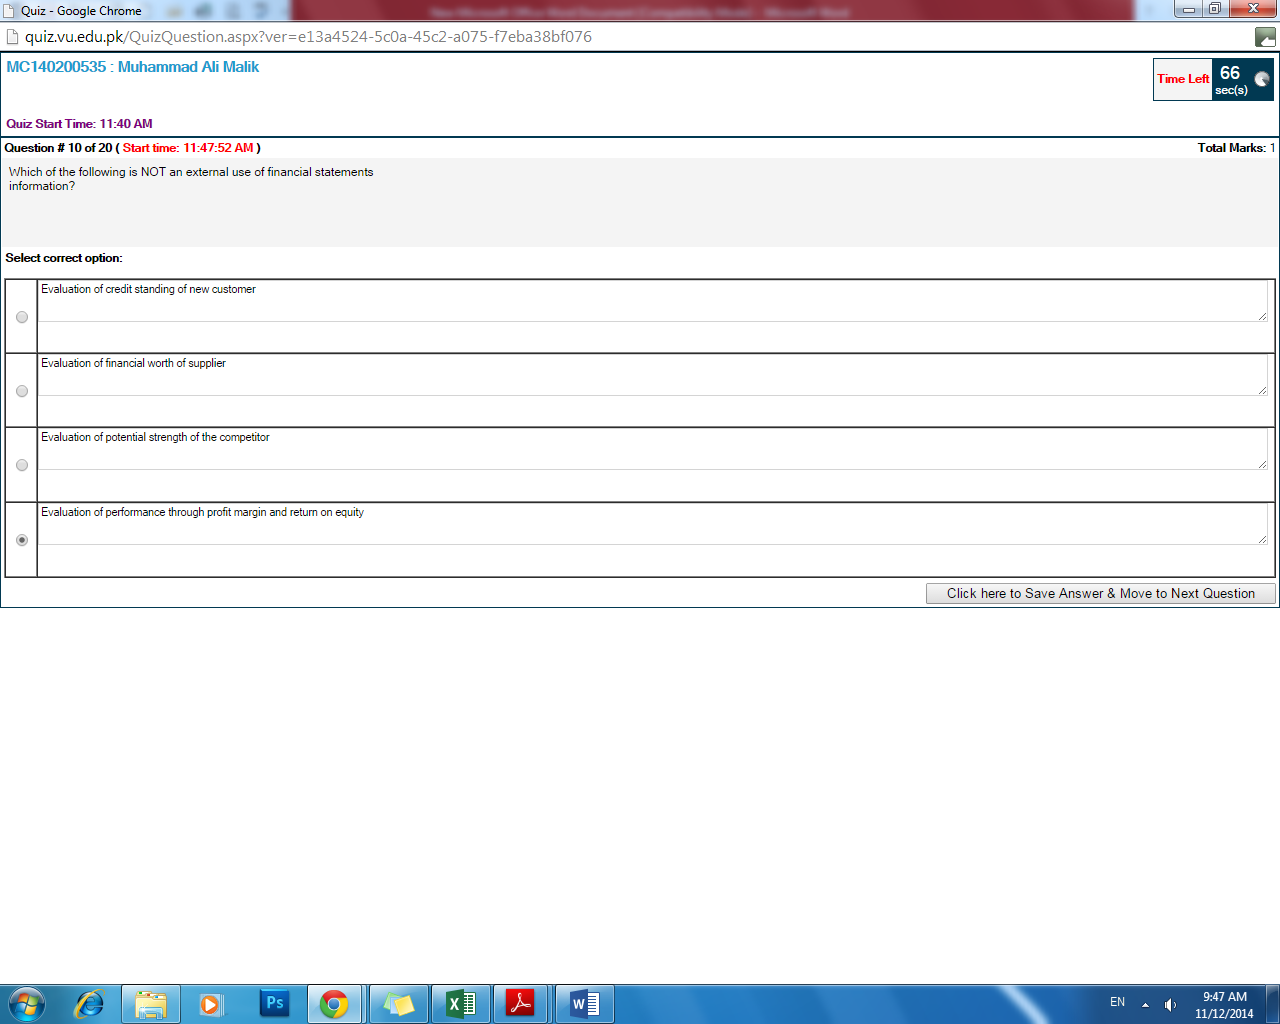 Quiz - Google Chrome
quiz.vu.edu.pk/QuizQuestion.aspx?ver=e13a4524-5c0a-45c2-a075-f7eba38bf076
MC140200535 : Muhammad Ali Malik
Time Left 66 sec(s)
Quiz Start Time: 11:40 AM
Question # 10 of 20 ( Start time: 11:47:52 AM )
Total Marks: 1
Which of the following is NOT an external use of financial statements
information?
Select correct option:
Evaluation of credit standing of new customer
Evaluation of financial worth of supplier
Evaluation of potential strength of the competitor
Evaluation of performance through profit margin and return on equity
Click here to Save Answer & Move to Next Question
Ps
EN
9:47 AM
11/12/2014